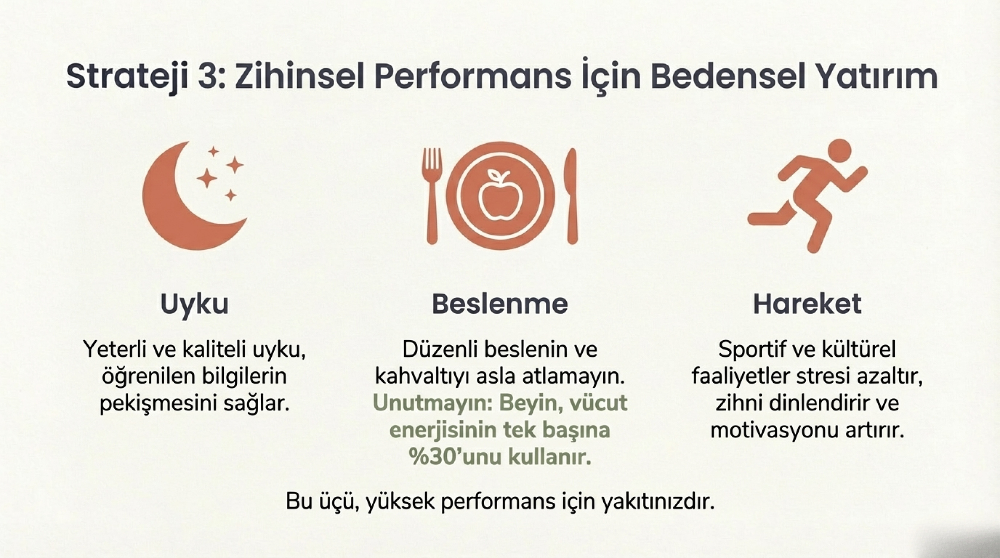 Strateji 3: Zihinsel Performans İçin Bedensel Yatırım
Uyku
Yeterli ve kaliteli uyku,
öğrenilen bilgilerin
pekişmesini sağlar.
Beslenme
Düzenli beslenin ve
kahvaltıyı asla atlamayın.
Unutmayın: Beyin, vücut
enerjisinin tek başına
%30’unu kullanır.
Hareket
Sportif ve kültürel
faaliyetler stresi azaltır,
zihni dinlendirir ve
motivasyonu artırır.
Bu üçü, yüksek performans için yakıtınızdır.